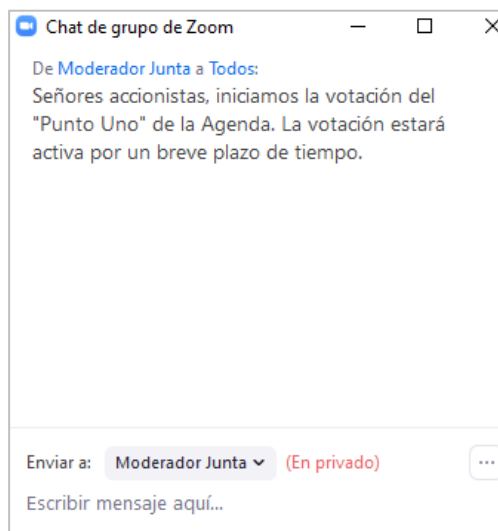 Chat de grupo de Zoom
De Moderador Junta a Todos:
Señores accionistas, iniciamos la votación del
"Punto Uno" de la Agenda. La votación estará
activa por un breve plazo de tiempo.
Enviar a: Moderador Junta (En privado)
Escribir mensaje aquí...